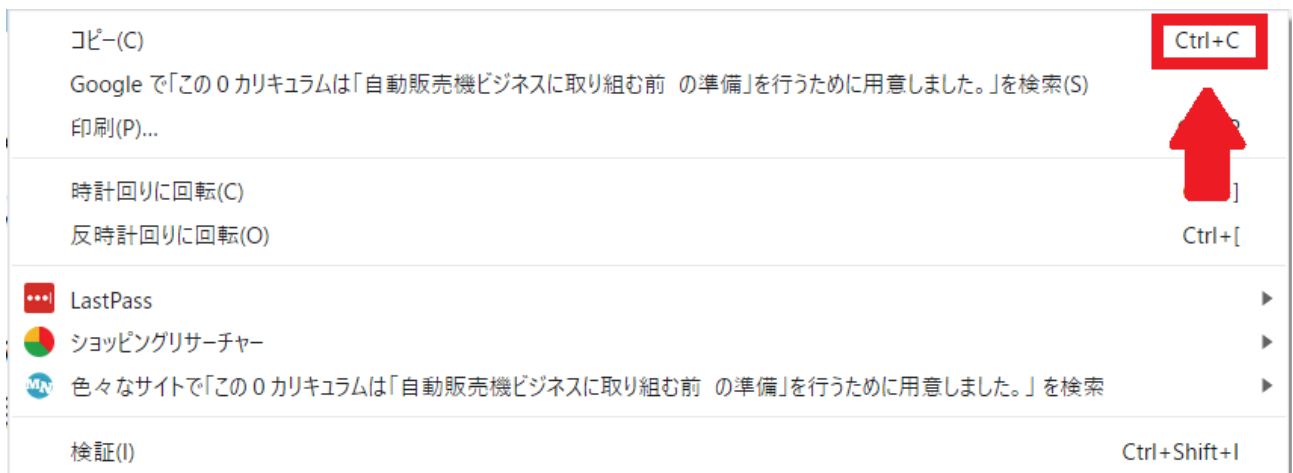 コピー(C) Ctrl+C
Google で「この０カリキュラムは「自動販売機ビジネスに取り組む前 の準備」を行うために用意しました。」を検索(S)
印刷(P)...
時計回りに回転(C) ]
反時計回りに回転(O) Ctrl+[
LastPass
ショッピングリサーチャー
MN 色々なサイトで「この０カリキュラムは「自動販売機ビジネスに取り組む前 の準備」を行うために用意しました。」 を検索
検証(I) Ctrl+Shift+I